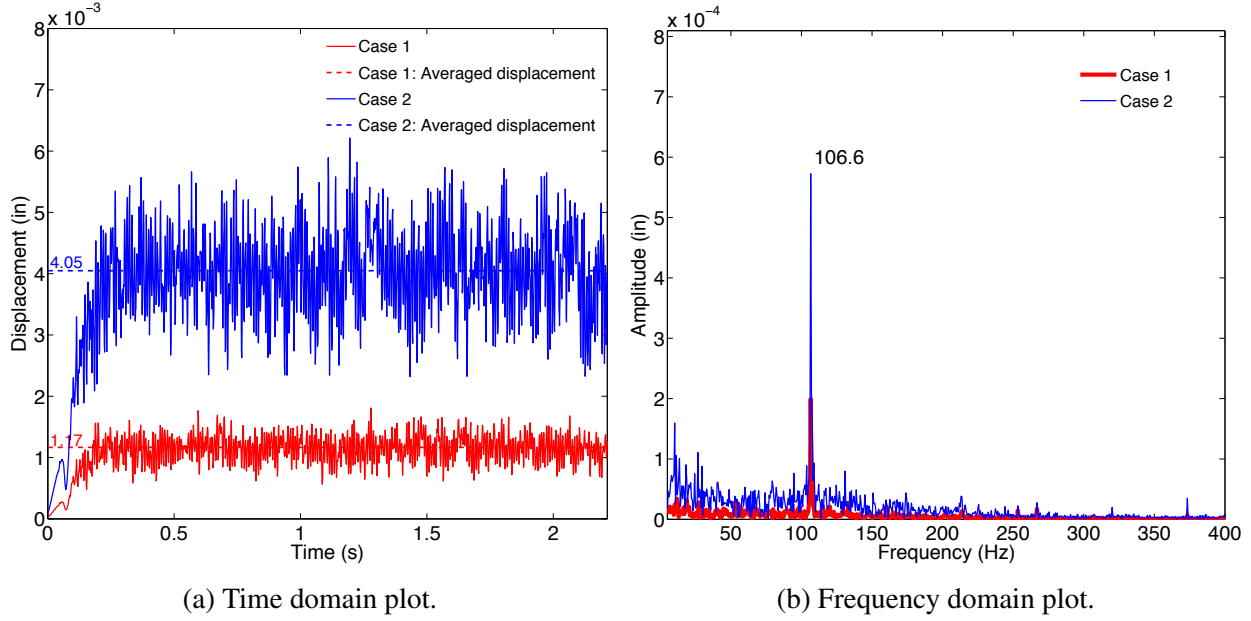 x 10⁻³
8
7
6
5
4
3
2
1
0
Displacement (in)
Case 1
Case 1: Averaged displacement
Case 2
Case 2: Averaged displacement
4.05
1.17
0
0.5
1
1.5
2
Time (s)
(a) Time domain plot.
x 10⁻⁴
8
7
6
5
4
3
2
1
0
Amplitude (in)
Case 1
Case 2
106.6
50
100
150
200
250
300
350
400
Frequency (Hz)
(b) Frequency domain plot.